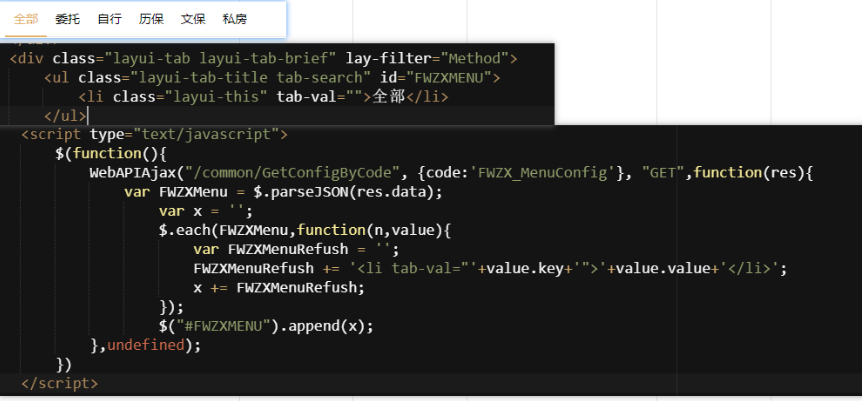 全部 委托 自行 历保 文保 私房
<div class="layui-tab layui-tab-brief" lay-filter="Method">
<ul class="layui-tab-title tab-search" id="FWZXMENU">
<li class="layui-this" tab-val="">全部</li>
</ul>
<script type="text/javascript">
$(function(){
WebAPIAjax("/common/GetConfigByCode", {code:'FWZX_MenuConfig'}, "GET",function(res){
var FWZXMenu = $.parseJSON(res.data);
var x = '';
$.each(FWZXMenu,function(n,value){
var FWZXMenuRefush = '';
FWZXMenuRefush += '<li tab-val="'+value.key+'">'+value.value+'</li>';
x += FWZXMenuRefush;
});
$("#FWZXMENU").append(x);
},undefined);
})
</script>